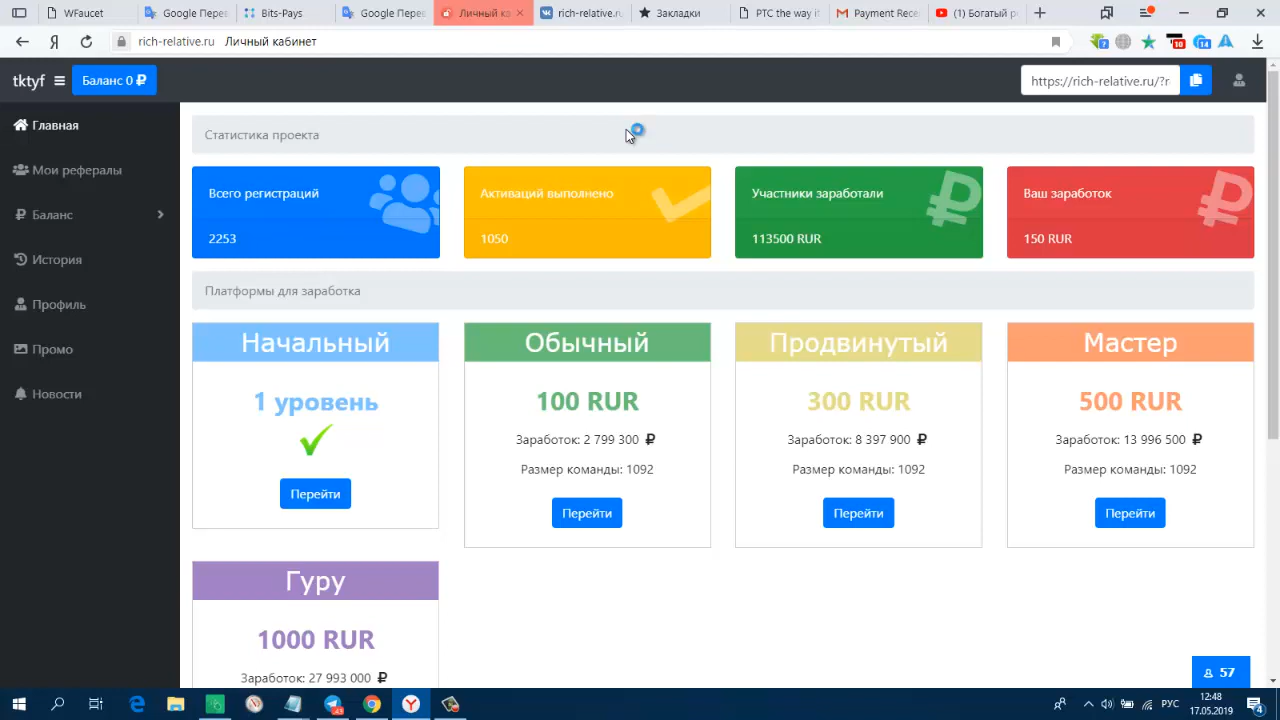 WFaucet
Google Перев
Bits-Pays
Google Перев
Личный к
rich-relative.ru
Закладки
PTC the way it
Payment Rece
(1) Богатый р
rich-relative.ru Личный кабинет
7
10
14
tktyf
Баланс 0 ₽
https://rich-relative.ru/?r
Главная
Мои рефералы
Баланс
История
Профиль
Промо
Новости
Статистика проекта
Всего регистраций
2253
Активаций выполнено
1050
Участники заработали
113500 RUR
Ваш заработок
150 RUR
Платформы для заработка
Начальный
1 уровень
Перейти
Обычный
100 RUR
Заработок: 2 799 300 ₽
Размер команды: 1092
Перейти
Продвинутый
300 RUR
Заработок: 8 397 900 ₽
Размер команды: 1092
Перейти
Мастер
500 RUR
Заработок: 13 996 500 ₽
Размер команды: 1092
Перейти
Гуру
1000 RUR
Заработок: 27 993 000 ₽
57
РУС
12:48
17.05.2019
4